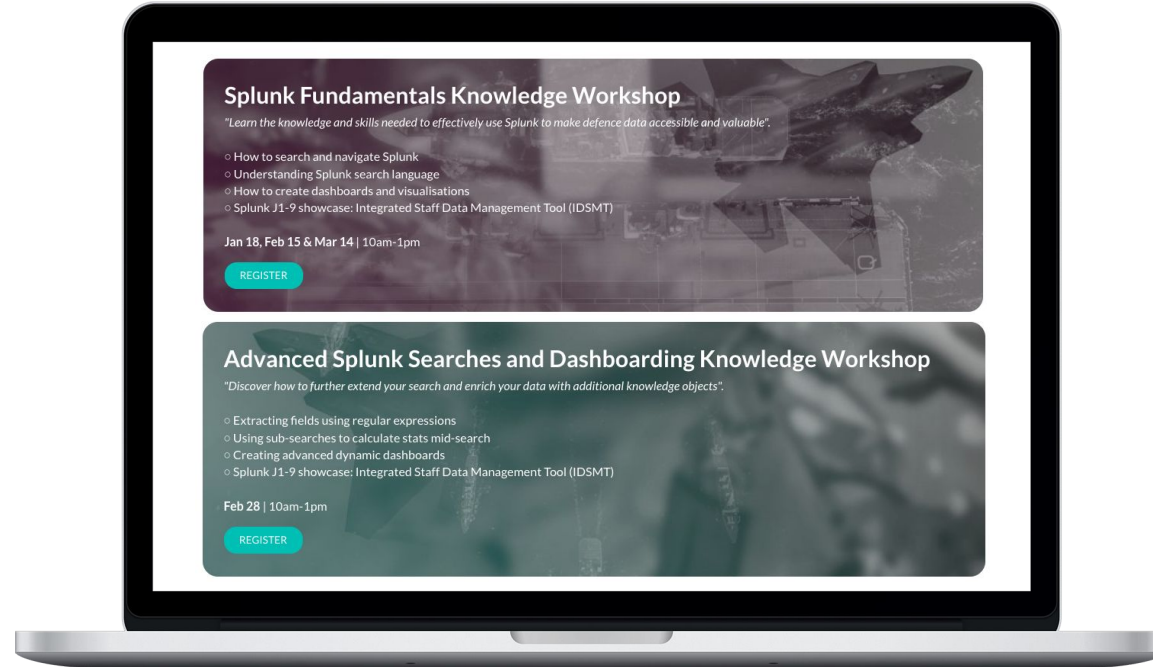 Splunk Fundamentals Knowledge Workshop
"Learn the knowledge and skills needed to effectively use Splunk to make defence data accessible and valuable".
○ How to search and navigate Splunk
○ Understanding Splunk search language
○ How to create dashboards and visualisations
○ Splunk J1-9 showcase: Integrated Staff Data Management Tool (IDSMT)
Jan 18, Feb 15 & Mar 14 | 10am-1pm
REGISTER
Advanced Splunk Searches and Dashboarding Knowledge Workshop
"Discover how to further extend your search and enrich your data with additional knowledge objects".
○ Extracting fields using regular expressions
○ Using sub-searches to calculate stats mid-search
○ Creating advanced dynamic dashboards
○ Splunk J1-9 showcase: Integrated Staff Data Management Tool (IDSMT)
Feb 28 | 10am-1pm
REGISTER